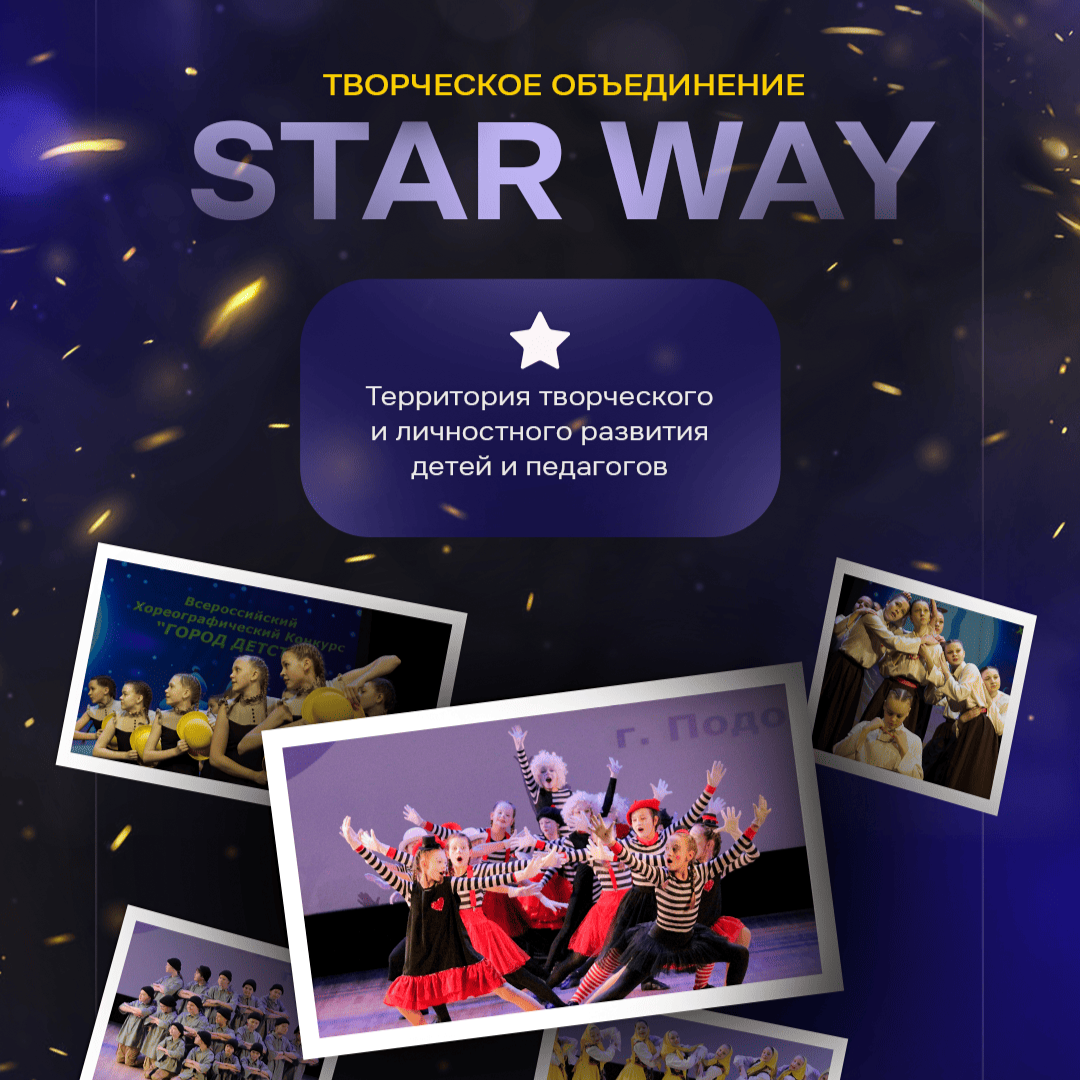 ТВОРЧЕСКОЕ ОБЪЕДИНЕНИЕ
STAR WAY
Территория творческого
и личностного развития
детей и педагогов
Всероссийский
Хореографический Конкурс
"ГОРОД ДЕТС
г. Подо